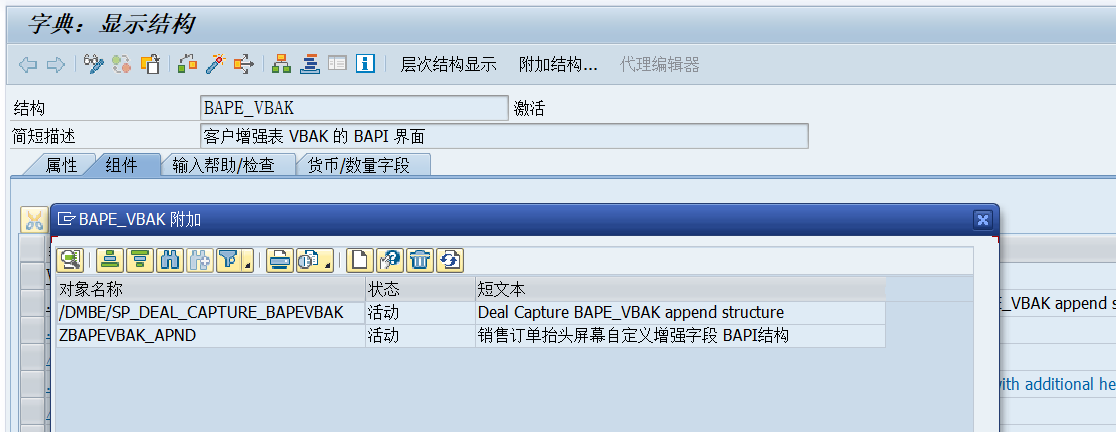 字典：显示结构
层次结构显示 附加结构... 代理编辑器
结构 BAPE_VBAK 激活
简短描述 客户增强表 VBAK 的 BAPI 界面
属性 组件 输入帮助/检查 货币/数量字段
BAPE_VBAK 附加
对象名称 状态 短文本
/DMBE/SP_DEAL_CAPTURE_BAPEVBAK 活动 Deal Capture BAPE_VBAK append structure
ZBAPEVBAK_APND 活动 销售订单抬头屏幕自定义增强字段 BAPI结构
_VBAK append s
with additional he